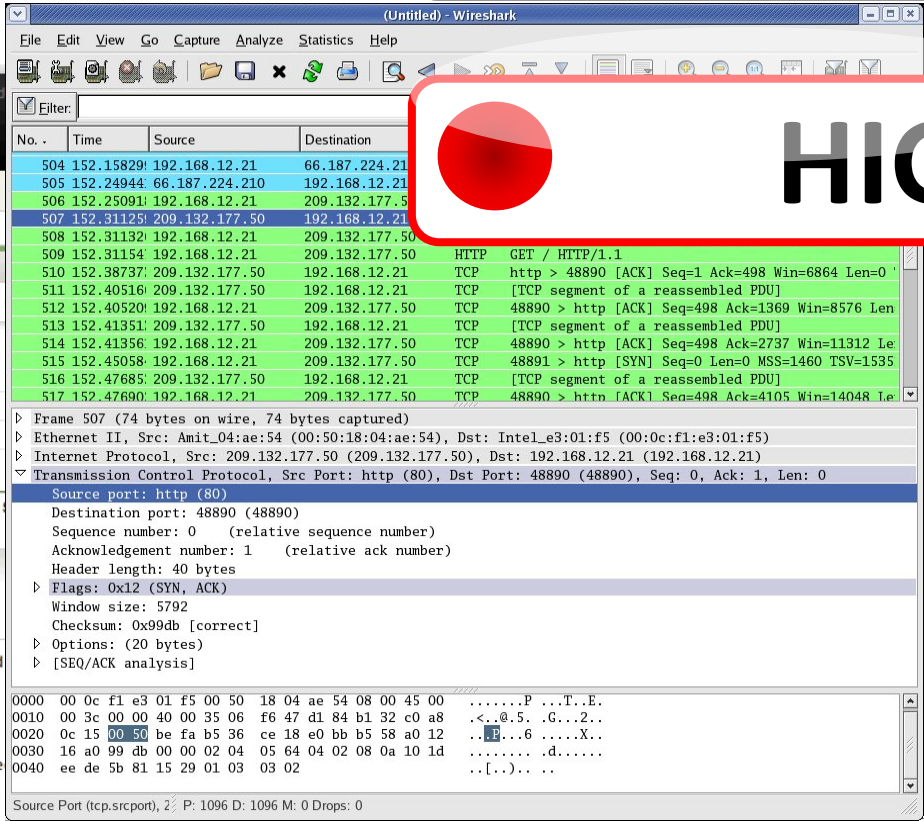 (Untitled) - Wireshark
File Edit View Go Capture Analyze Statistics Help
Filter:
HI
No. . Time Source Destination
504 152.15829 192.168.12.21 66.187.224.21
505 152.24944 66.187.224.210 192.168.12.21
506 152.25091 192.168.12.21 209.132.177.5
507 152.31125 209.132.177.50 192.168.12.21
508 152.31132 192.168.12.21 209.132.177.50
509 152.31154 192.168.12.21 209.132.177.50 HTTP GET / HTTP/1.1
510 152.38737 209.132.177.50 192.168.12.21 TCP http > 48890 [ACK] Seq=1 Ack=498 Win=6864 Len=0
511 152.40516 209.132.177.50 192.168.12.21 TCP [TCP segment of a reassembled PDU]
512 152.40520 192.168.12.21 209.132.177.50 TCP 48890 > http [ACK] Seq=498 Ack=1369 Win=8576 Len
513 152.41351 209.132.177.50 192.168.12.21 TCP [TCP segment of a reassembled PDU]
514 152.41356 192.168.12.21 209.132.177.50 TCP 48890 > http [ACK] Seq=498 Ack=2737 Win=11312 Le
515 152.45058 192.168.12.21 209.132.177.50 TCP 48891 > http [SYN] Seq=0 Len=0 MSS=1460 TSV=1535
516 152.47685 209.132.177.50 192.168.12.21 TCP [TCP segment of a reassembled PDU]
517 152.47690 192.168.12.21 209.132.177.50 TCP 48890 > http [ACK] Seq=498 Ack=4105 Win=14048 Le
Frame 507 (74 bytes on wire, 74 bytes captured)
Ethernet II, Src: Amit_04:ae:54 (00:50:18:04:ae:54), Dst: Intel_e3:01:f5 (00:0c:f1:e3:01:f5)
Internet Protocol, Src: 209.132.177.50 (209.132.177.50), Dst: 192.168.12.21 (192.168.12.21)
Transmission Control Protocol, Src Port: http (80), Dst Port: 48890 (48890), Seq: 0, Ack: 1, Len: 0
Source port: http (80)
Destination port: 48890 (48890)
Sequence number: 0 (relative sequence number)
Acknowledgement number: 1 (relative ack number)
Header length: 40 bytes
Flags: 0x12 (SYN, ACK)
Window size: 5792
Checksum: 0x99db [correct]
Options: (20 bytes)
[SEQ/ACK analysis]
0000 00 0c f1 e3 01 f5 00 50 18 04 ae 54 08 00 45 00 .......P ...T..E.
0010 00 3c 00 00 40 00 35 06 f6 47 d1 84 b1 32 c0 a8 .<..@.5. .G...2..
0020 0c 15 00 50 be fa b5 36 ce 18 e0 bb b5 58 a0 12 ...P...6 .....X..
0030 16 a0 99 db 00 00 02 04 05 64 04 02 08 0a 10 1d ........ .d......
0040 ee de 5b 81 15 29 01 03 03 02 ..[..).. ..
Source Port (tcp.srcport), 2 P: 1096 D: 1096 M: 0 Drops: 0